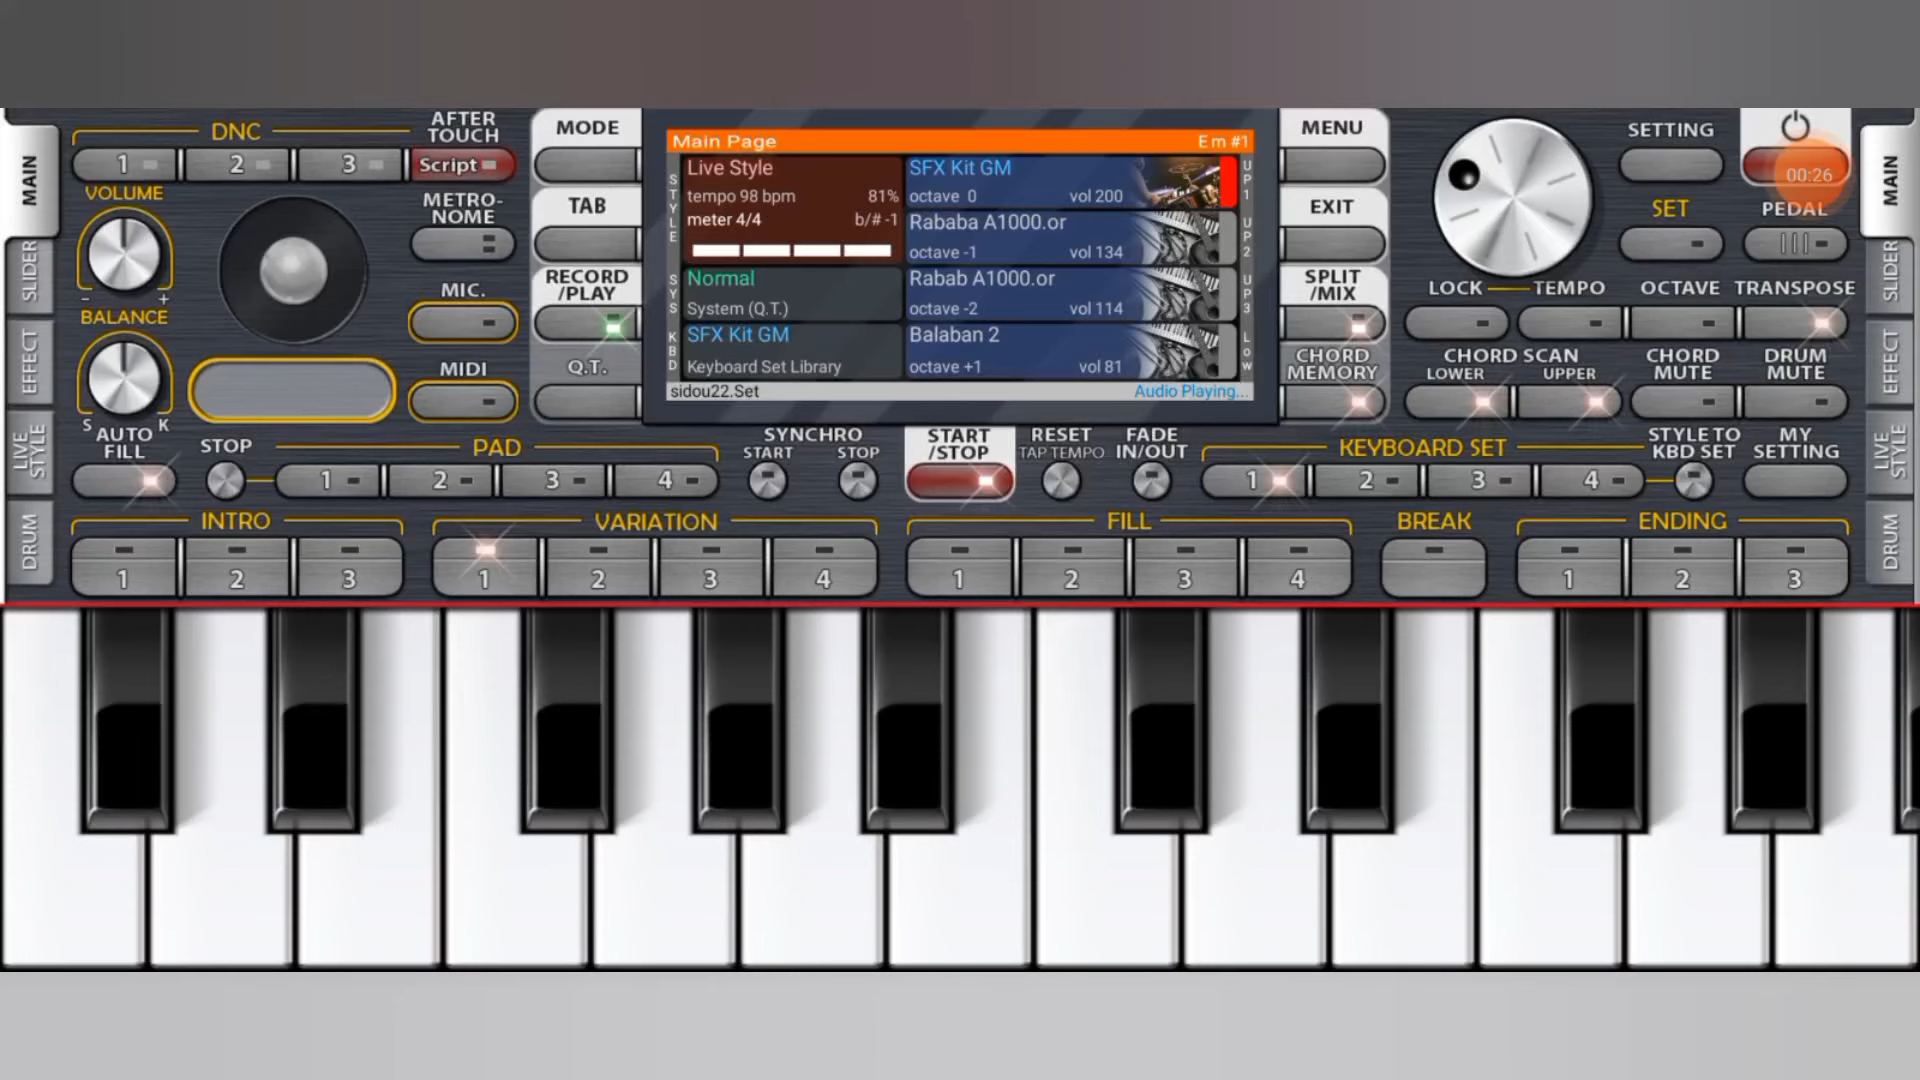 DNC
AFTER
TOUCH
1
2
3
Script
VOLUME
METRO-
NOME
- +
BALANCE
MIC.
MIDI
S K
MODE
TAB
RECORD
/PLAY
Q.T.
Main Page
Em #1
STYLE
Live Style
tempo 98 bpm 81%
meter 4/4 b/# -1
SYS
Normal
System (Q.T.)
KBD
SFX Kit GM
Keyboard Set Library
SFX Kit GM
octave 0 vol 200
UP1
Rababa A1000.or
octave -1 vol 134
UP2
Rabab A1000.or
octave -2 vol 114
UP3
Balaban 2
octave +1 vol 81
Low
sidou22.Set
Audio Playing...
MENU
EXIT
SPLIT
/MIX
CHORD
MEMORY
SETTING
00:26
SET
PEDAL
LOCK
TEMPO
OCTAVE
TRANSPOSE
CHORD SCAN
LOWER
UPPER
CHORD
MUTE
DRUM
MUTE
MAIN
SLIDER
EFFECT
LIVE
STYLE
DRUM
MAIN
SLIDER
EFFECT
LIVE
STYLE
DRUM
AUTO
FILL
STOP
PAD
1
2
3
4
SYNCHRO
START
STOP
START
/STOP
RESET
TAP TEMPO
FADE
IN/OUT
KEYBOARD SET
1
2
3
4
STYLE TO
KBD SET
MY
SETTING
INTRO
1
2
3
VARIATION
1
2
3
4
FILL
1
2
3
4
BREAK
ENDING
1
2
3